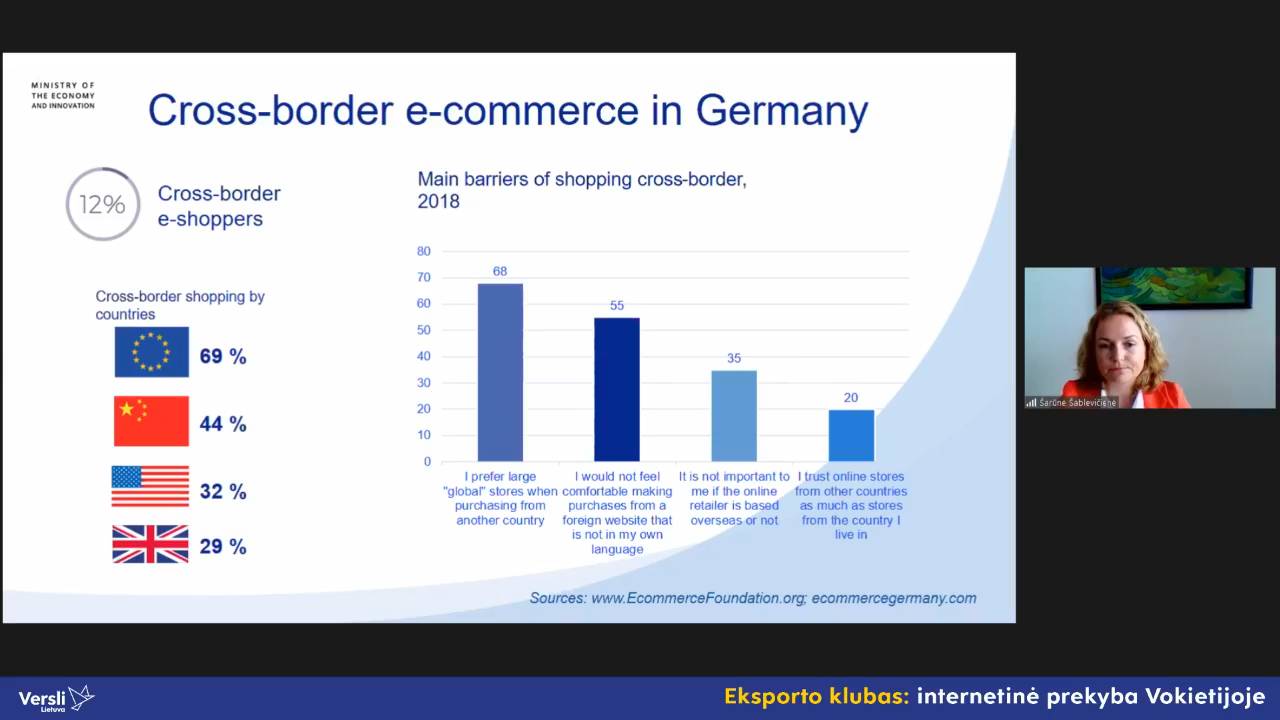 MINISTRY OF
THE ECONOMY
AND INNOVATION
Cross-border e-commerce in Germany
12%
Cross-border
e-shoppers
Cross-border shopping by
countries
69 %
44 %
32 %
29 %
Main barriers of shopping cross-border,
2018
80
70
60
50
40
30
20
10
0
68
55
35
20
I prefer large
"global" stores when
purchasing from
another country
I would not feel
comfortable making
purchases from a
foreign website that
is not in my own
language
It is not important to
me if the online
retailer is based
overseas or not
I trust online stores
from other countries
as much as stores
from the country I
live in
Sources: www.EcommerceFoundation.org; ecommercegermany.com
Šarūnė Šablevičienė
Versli
Lietuva
Eksporto klubas: internetinė prekyba Vokietijoje